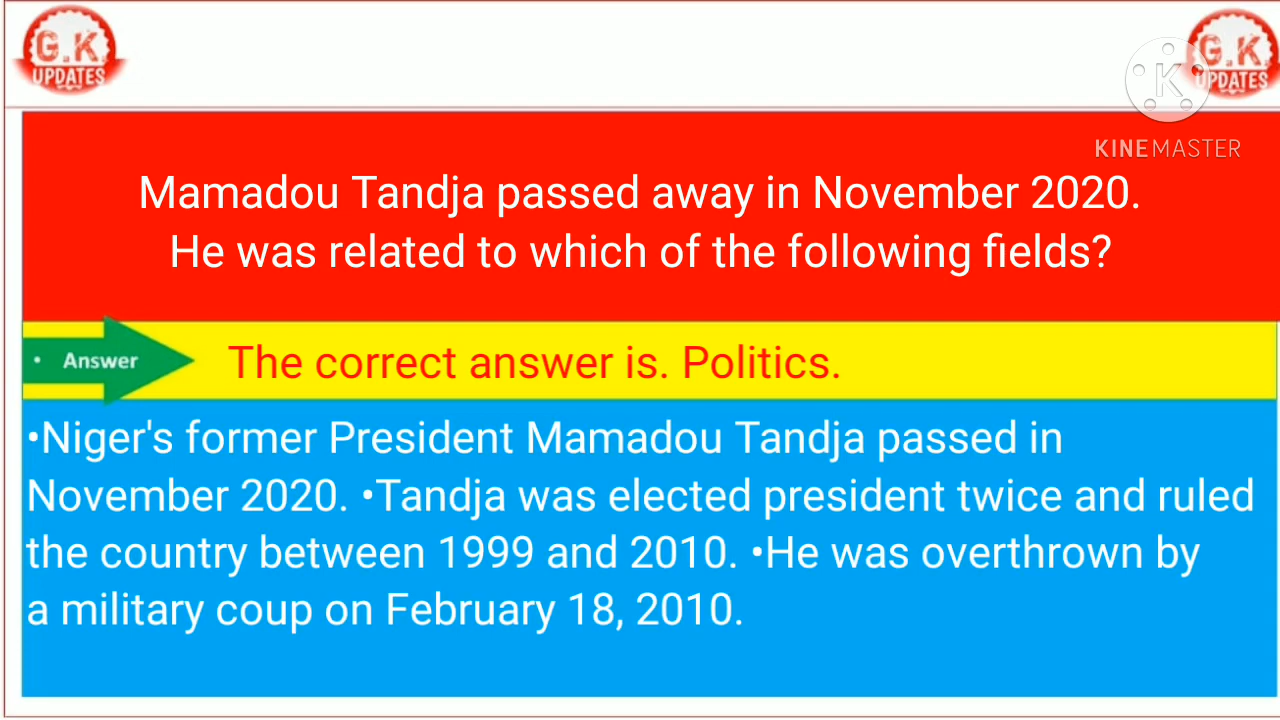 G.K.
UPDATES
G.K.
UPDATES
K
KINEMASTER
Mamadou Tandja passed away in November 2020.
He was related to which of the following fields?
• Answer
The correct answer is. Politics.
•Niger's former President Mamadou Tandja passed in
November 2020. •Tandja was elected president twice and ruled
the country between 1999 and 2010. •He was overthrown by
a military coup on February 18, 2010.